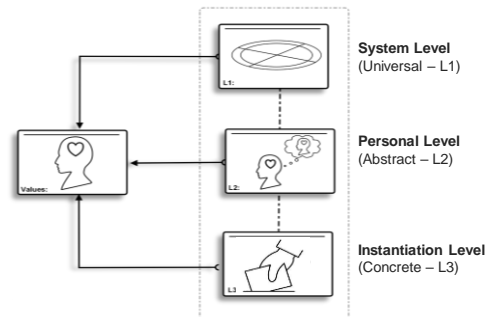 System Level
(Universal – L1)
L1:
Personal Level
(Abstract – L2)
Values:
L2:
Instantiation Level
(Concrete – L3)
L3